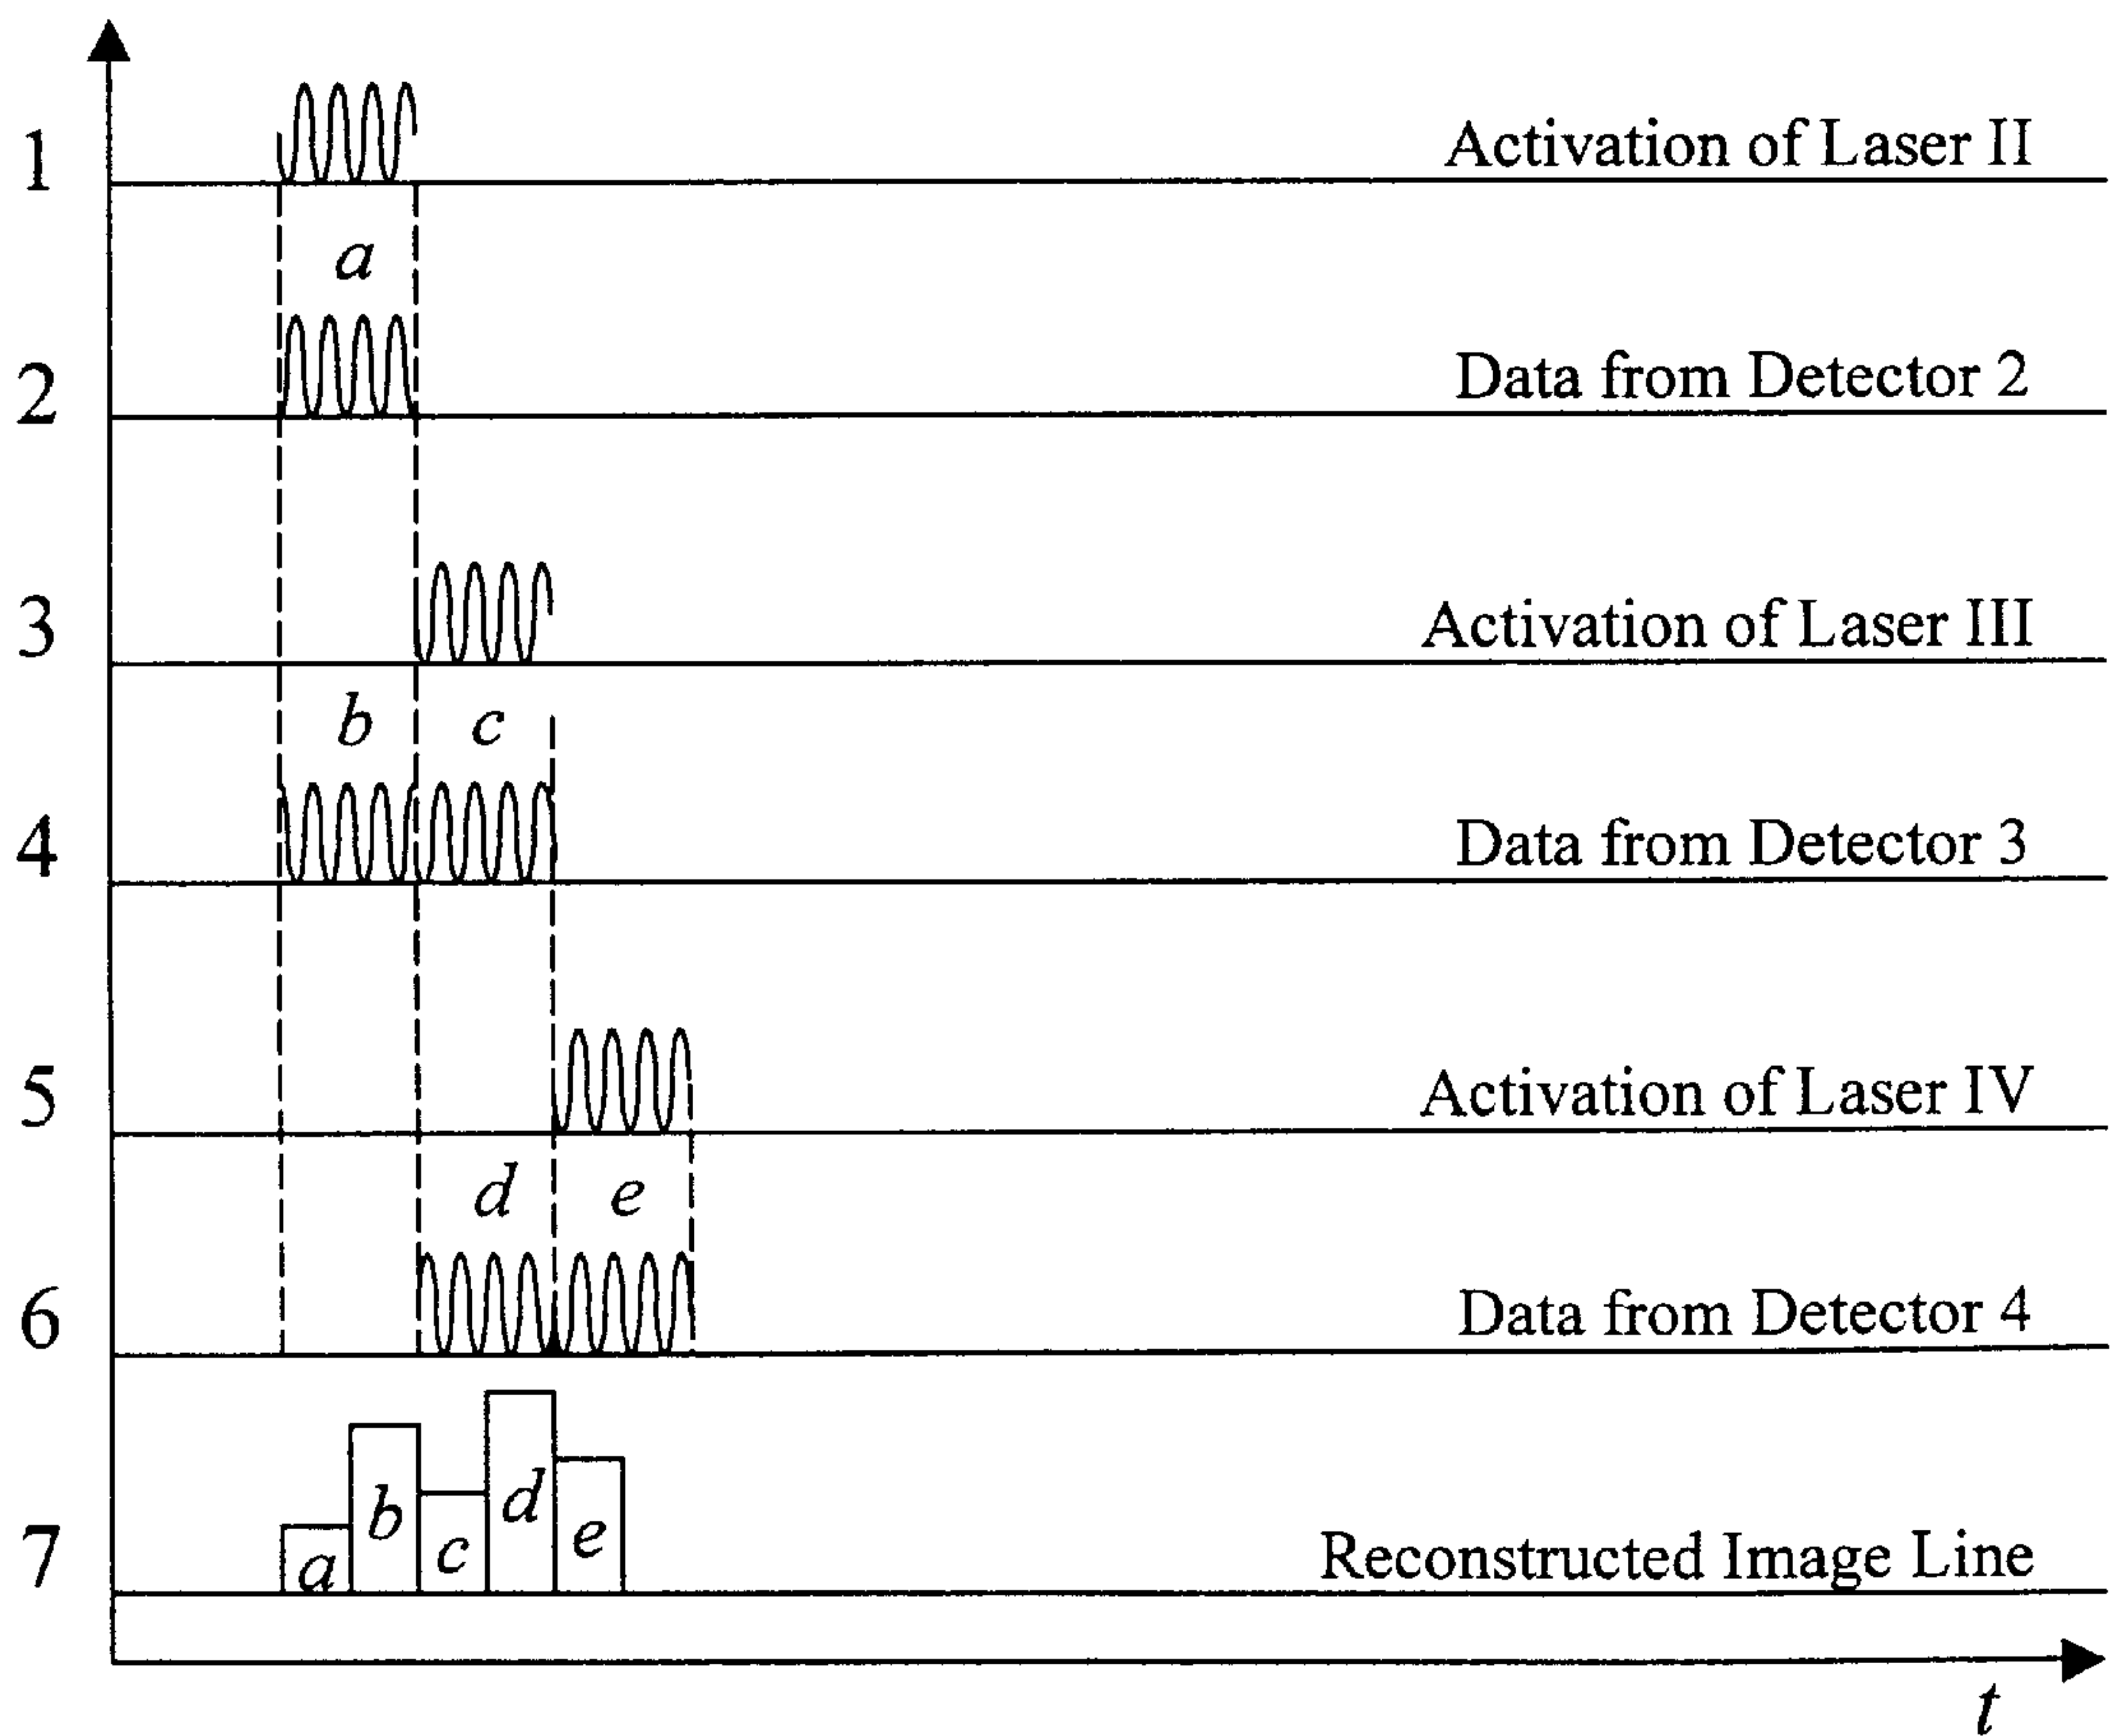 1 Activation of Laser II
a
2 Data from Detector 2
3 Activation of Laser III
b c
4 Data from Detector 3
5 Activation of Laser IV
d e
6 Data from Detector 4
7 a b c d e Reconstructed Image Line
t